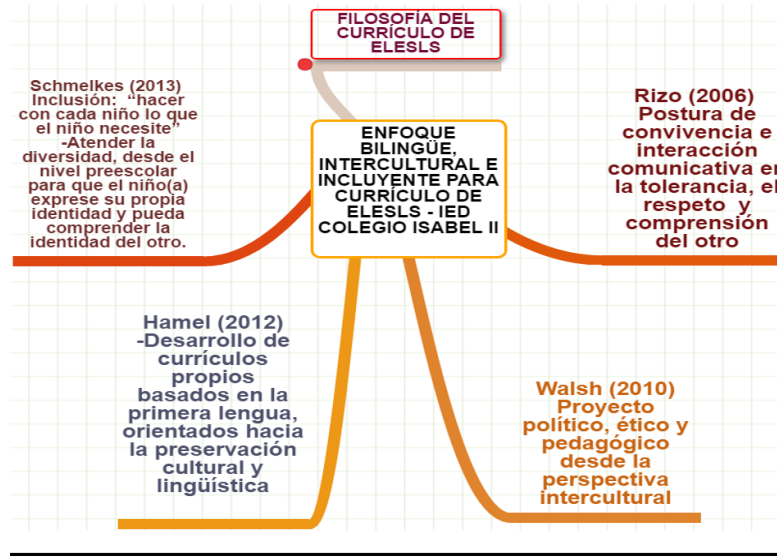 FILOSOFÍA DEL
CURRÍCULO DE
ELESLS
Schmelkes (2013)
Inclusión: “hacer
con cada niño lo que
el niño necesite”
-Atender la
diversidad, desde el
nivel preescolar
para que el niño(a)
exprese su propia
identidad y pueda
comprender la
identidad del otro.
ENFOQUE
BILINGÜE,
INTERCULTURAL E
INCLUYENTE PARA
CURRÍCULO DE
ELESLS - IED
COLEGIO ISABEL II
Rizo (2006)
Postura de
convivencia e
interacción
comunicativa en
la tolerancia, el
respeto y
comprensión
del otro
Hamel (2012)
-Desarrollo de
currículos
propios
basados en la
primera lengua,
orientados hacia
la preservación
cultural y
lingüística
Walsh (2010)
Proyecto
político, ético y
pedagógico
desde la
perspectiva
intercultural